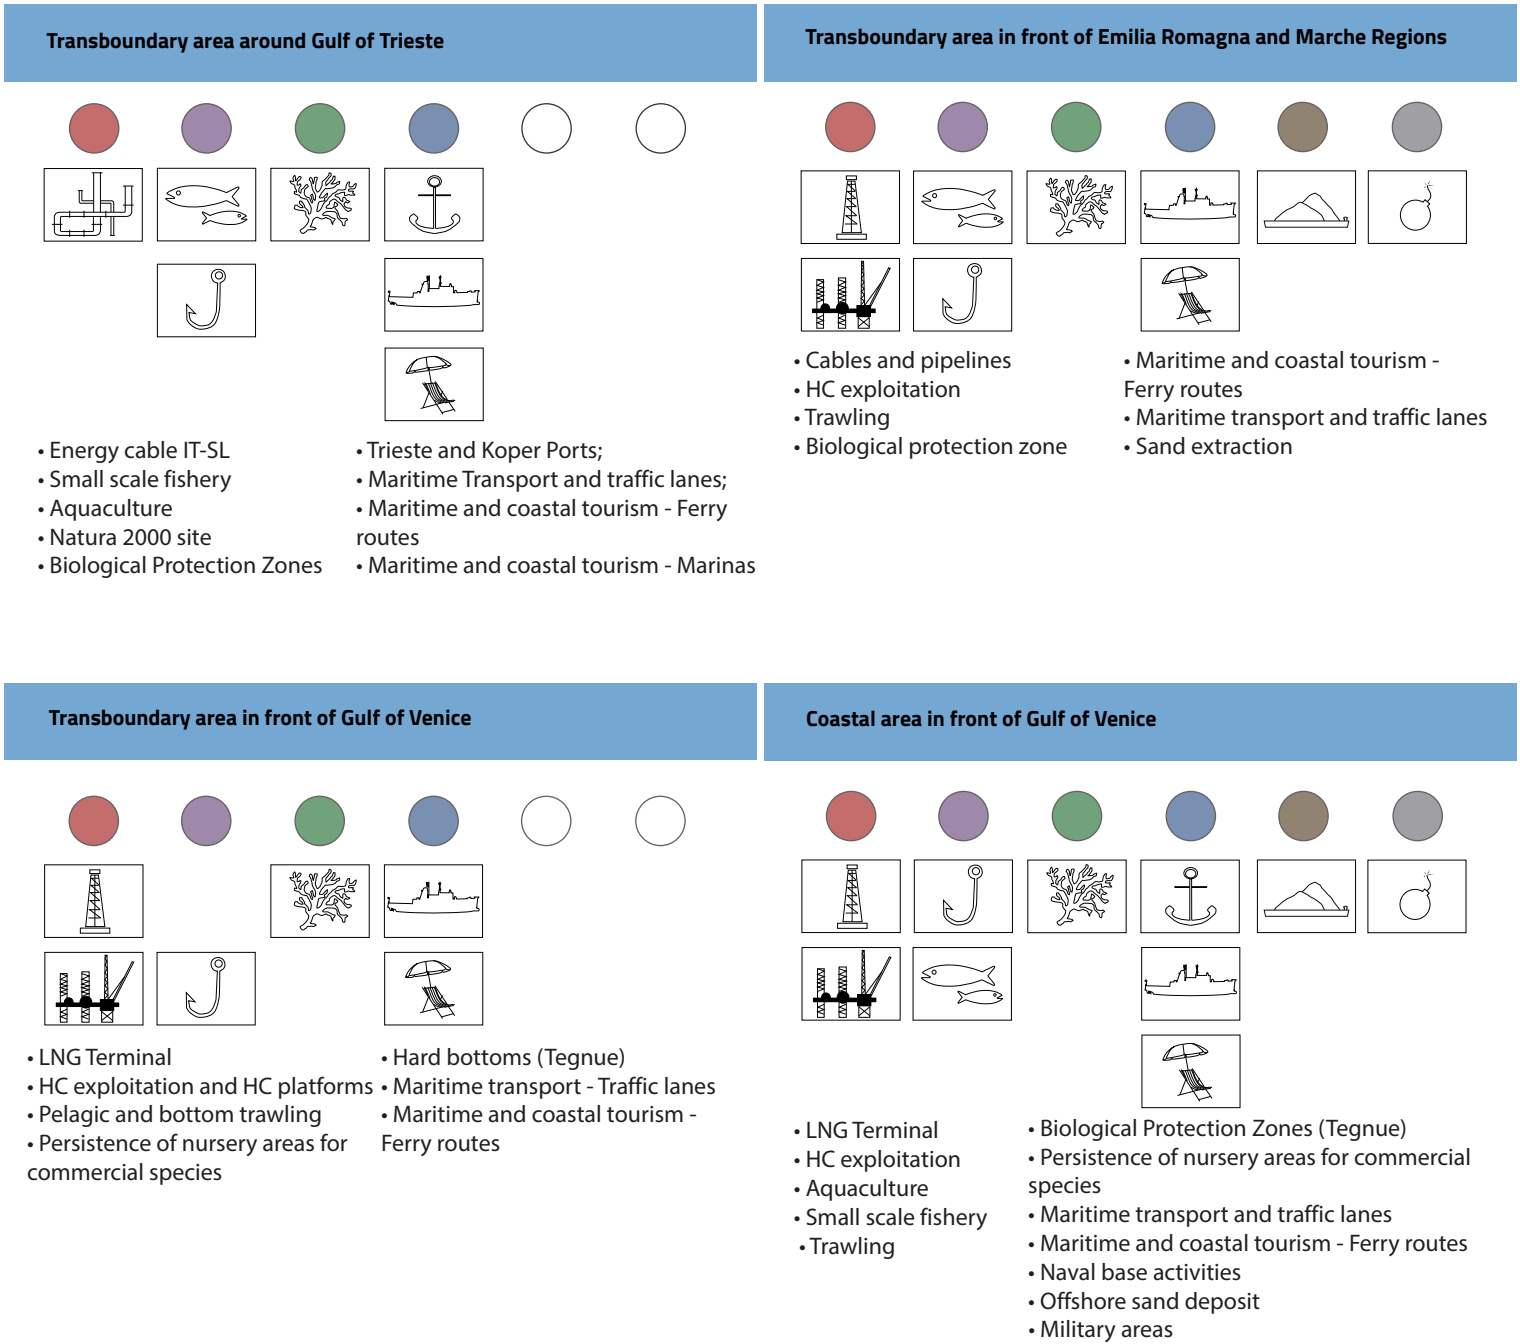 Transboundary area around Gulf of Trieste
• Energy cable IT-SL
• Small scale fishery
• Aquaculture
• Natura 2000 site
• Biological Protection Zones
• Trieste and Koper Ports;
• Maritime Transport and traffic lanes;
• Maritime and coastal tourism - Ferry
routes
• Maritime and coastal tourism - Marinas
Transboundary area in front of Emilia Romagna and Marche Regions
• Cables and pipelines
• HC exploitation
• Trawling
• Biological protection zone
• Maritime and coastal tourism -
Ferry routes
• Maritime transport and traffic lanes
• Sand extraction
Transboundary area in front of Gulf of Venice
• LNG Terminal
• HC exploitation and HC platforms
• Pelagic and bottom trawling
• Persistence of nursery areas for
commercial species
• Hard bottoms (Tegnue)
• Maritime transport - Traffic lanes
• Maritime and coastal tourism -
Ferry routes
Coastal area in front of Gulf of Venice
• LNG Terminal
• HC exploitation
• Aquaculture
• Small scale fishery
• Trawling
• Biological Protection Zones (Tegnue)
• Persistence of nursery areas for commercial
species
• Maritime transport and traffic lanes
• Maritime and coastal tourism - Ferry routes
• Naval base activities
• Offshore sand deposit
• Military areas